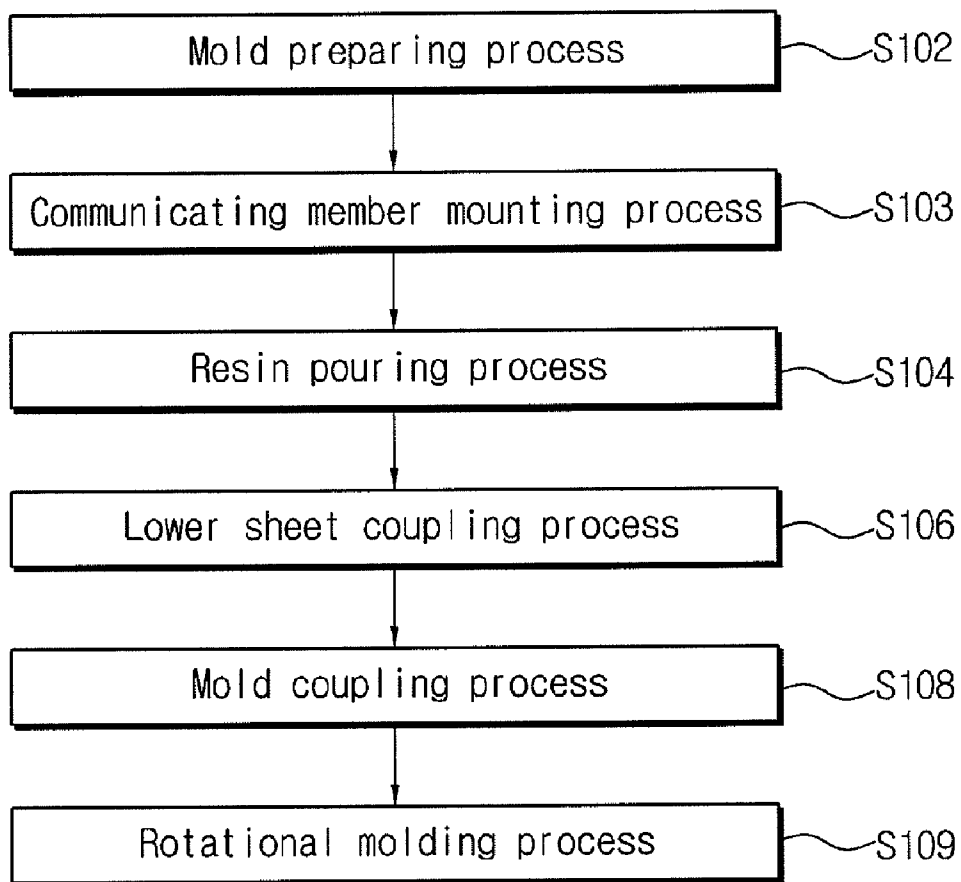 Mold preparing process S102
Communicating member mounting process S103
Resin pouring process S104
Lower sheet coupling process S106
Mold coupling process S108
Rotational molding process S109